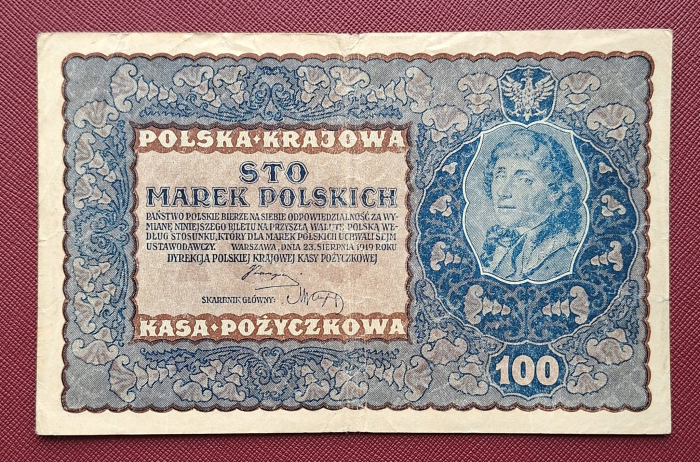 POLSKA · KRAJOWA
STO
MAREK POLSKICH
PAŃSTWO POLSKIE BIERZE NA SIEBIE ODPOWIEDZIALNOŚĆ ZA WY-
MIANĘ NINIEJSZEGO BILETU NA PRZYSZŁĄ WALUTĘ POLSKĄ WE-
DŁUG STOSUNKU, KTÓRY DLA MAREK POLSKICH UCHWALI SEJM
USTAWODAWCZY. WARSZAWA, DNIA 23. SIERPNIA 1919 ROKU
DYREKCJA POLSKIEJ KRAJOWEJ KASY POŻYCZKOWEJ
SKARBNIK GŁÓWNY:
KASA · POŻYCZKOWA
100